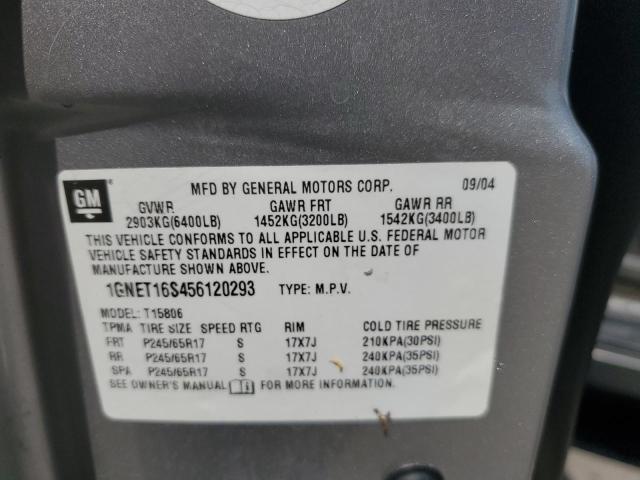 GM
MFD BY GENERAL MOTORS CORP. 09/04
GVWR GAWR FRT GAWR RR
2903KG(6400LB) 1452KG(3200LB) 1542KG(3400LB)
THIS VEHICLE CONFORMS TO ALL APPLICABLE U.S. FEDERAL MOTOR
VEHICLE SAFETY STANDARDS IN EFFECT ON THE DATE OF
MANUFACTURE SHOWN ABOVE.
1GNET16S456120293 TYPE: M.P.V.
MODEL: T15806
TPMA TIRE SIZE SPEED RTG RIM COLD TIRE PRESSURE
FRT P245/65R17 S 17X7J 210KPA(30PSI)
RR P245/65R17 S 17X7J 240KPA(35PSI)
SPA P245/65R17 S 17X7J 240KPA(35PSI)
SEE OWNER'S MANUAL FOR MORE INFORMATION.